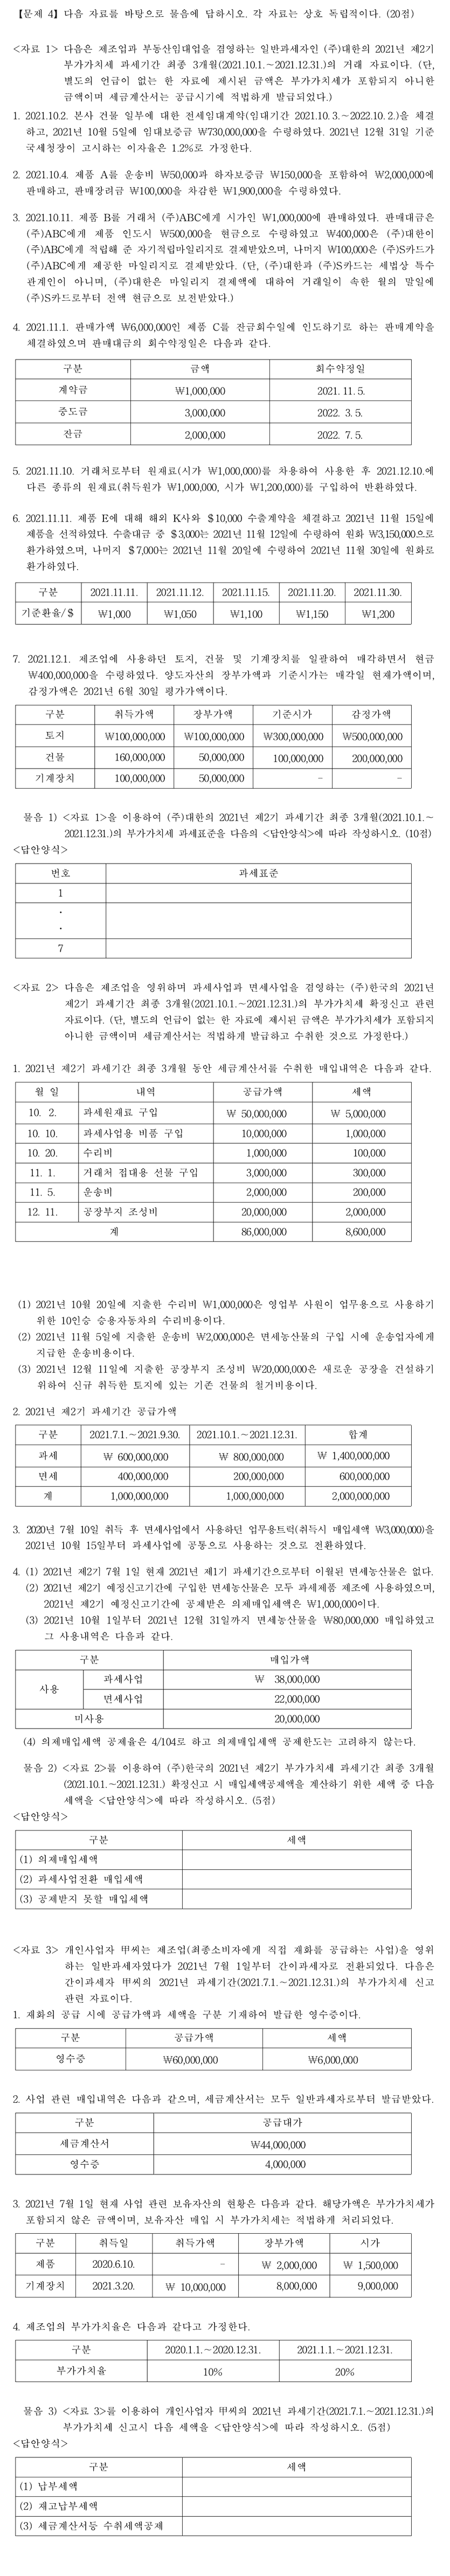 【문제 4】 다음 자료를 바탕으로 물음에 답하시오. 각 자료는 상호 독립적이다. (20점)
<자료 1> 다음은 제조업과 부동산임대업을 겸영하는 일반과세자인 (주)대한의 2021년 제2기
부가가치세 과세기간 최종 3개월(2021.10.1.~2021.12.31.)의 거래 자료이다. (단,
별도의 언급이 없는 한 자료에 제시된 금액은 부가가치세가 포함되지 아니한
금액이며 세금계산서는 공급시기에 적법하게 발급되었다.)
1. 2021.10.2. 본사 건물 일부에 대한 전세임대계약(임대기간 2021.10. 3.~2022.10. 2.)을 체결
하고, 2021년 10월 5일에 임대보증금 ₩730,000,000을 수령하였다. 2021년 12월 31일 기준
국세청장이 고시하는 이자율은 1.2%로 가정한다.
2. 2021.10.4. 제품 A를 운송비 ₩50,000과 하자보증금 ₩150,000을 포함하여 ₩2,000,000에
판매하고, 판매장려금 ₩100,000을 차감한 ₩1,900,000을 수령하였다.
3. 2021.10.11. 제품 B를 거래처 (주)ABC에게 시가인 ₩1,000,000에 판매하였다. 판매대금은
(주)ABC에게 제품 인도시 ₩500,000을 현금으로 수령하였고 ₩400,000은 (주)대한이
(주)ABC에게 적립해 준 자기적립마일리지로 결제받았으며, 나머지 ₩100,000은 (주)S카드가
(주)ABC에게 제공한 마일리지로 결제받았다. (단, (주)대한과 (주)S카드는 세법상 특수
관계인이 아니며, (주)대한은 마일리지 결제액에 대하여 거래일이 속한 월의 말일에
(주)S카드로부터 전액 현금으로 보전받았다.)
4. 2021.11.1. 판매가액 ₩6,000,000인 제품 C를 잔금회수일에 인도하기로 하는 판매계약을
체결하였으며 판매대금의 회수약정일은 다음과 같다.
구분 금액 회수약정일
계약금 ₩1,000,000 2021. 11. 5.
중도금 3,000,000 2022. 3. 5.
잔금 2,000,000 2022. 7. 5.
5. 2021.11.10. 거래처로부터 원재료(시가 ₩1,000,000)를 차용하여 사용한 후 2021.12.10.에
다른 종류의 원재료(취득원가 ₩1,000,000, 시가 ₩1,200,000)를 구입하여 반환하였다.
6. 2021.11.11. 제품 E에 대해 해외 K사와 $10,000 수출계약을 체결하고 2021년 11월 15일에
제품을 선적하였다. 수출대금 중 $3,000는 2021년 11월 12일에 수령하여 원화 ₩3,150,000으로
환가하였으며, 나머지 $7,000는 2021년 11월 20일에 수령하여 2021년 11월 30일에 원화로
환가하였다.
구분 2021.11.11. 2021.11.12. 2021.11.15. 2021.11.20. 2021.11.30.
기준환율/$ ₩1,000 ₩1,050 ₩1,100 ₩1,150 ₩1,200
7. 2021.12.1. 제조업에 사용하던 토지, 건물 및 기계장치를 일괄하여 매각하면서 현금
₩400,000,000을 수령하였다. 양도자산의 장부가액과 기준시가는 매각일 현재가액이며,
감정가액은 2021년 6월 30일 평가가액이다.
구분 취득가액 장부가액 기준시가 감정가액
토지 ₩100,000,000 ₩100,000,000 ₩300,000,000 ₩500,000,000
건물 160,000,000 50,000,000 100,000,000 200,000,000
기계장치 100,000,000 50,000,000 - -
물음 1) <자료 1>을 이용하여 (주)대한의 2021년 제2기 과세기간 최종 3개월(2021.10.1.~
2021.12.31.)의 부가가치세 과세표준을 다음의 <답안양식>에 따라 작성하시오. (10점)
<답안양식>
번호 과세표준
1
·
·
7
<자료 2> 다음은 제조업을 영위하며 과세사업과 면세사업을 겸영하는 (주)한국의 2021년
제2기 과세기간 최종 3개월(2021.10.1.~2021.12.31.)의 부가가치세 확정신고 관련
자료이다. (단, 별도의 언급이 없는 한 자료에 제시된 금액은 부가가치세가 포함되지
아니한 금액이며 세금계산서는 적법하게 발급하고 수취한 것으로 가정한다.)
1. 2021년 제2기 과세기간 최종 3개월 동안 세금계산서를 수취한 매입내역은 다음과 같다.
월 일 내역 공급가액 세액
10. 2. 과세원재료 구입 ₩ 50,000,000 ₩ 5,000,000
10. 10. 과세사업용 비품 구입 10,000,000 1,000,000
10. 20. 수리비 1,000,000 100,000
11. 1. 거래처 접대용 선물 구입 3,000,000 300,000
11. 5. 운송비 2,000,000 200,000
12. 11. 공장부지 조성비 20,000,000 2,000,000
계 86,000,000 8,600,000
(1) 2021년 10월 20일에 지출한 수리비 ₩1,000,000은 영업부 사원이 업무용으로 사용하기
위한 10인승 승용자동차의 수리비용이다.
(2) 2021년 11월 5일에 지출한 운송비 ₩2,000,000은 면세농산물의 구입 시에 운송업자에게
지급한 운송비용이다.
(3) 2021년 12월 11일에 지출한 공장부지 조성비 ₩20,000,000은 새로운 공장을 건설하기
위하여 신규 취득한 토지에 있는 기존 건물의 철거비용이다.
2. 2021년 제2기 과세기간 공급가액
구분 2021.7.1.~2021.9.30. 2021.10.1.~2021.12.31. 합계
과세 ₩ 600,000,000 ₩ 800,000,000 ₩ 1,400,000,000
면세 400,000,000 200,000,000 600,000,000
계 1,000,000,000 1,000,000,000 2,000,000,000
3. 2020년 7월 10일 취득 후 면세사업에서 사용하던 업무용트럭(취득시 매입세액 ₩3,000,000)을
2021년 10월 15일부터 과세사업에 공통으로 사용하는 것으로 전환하였다.
4. (1) 2021년 제2기 7월 1일 현재 2021년 제1기 과세기간으로부터 이월된 면세농산물은 없다.
(2) 2021년 제2기 예정신고기간에 구입한 면세농산물은 모두 과세제품 제조에 사용하였으며,
2021년 제2기 예정신고기간에 공제받은 의제매입세액은 ₩1,000,000이다.
(3) 2021년 10월 1일부터 2021년 12월 31일까지 면세농산물을 ₩80,000,000 매입하였고
그 사용내역은 다음과 같다.
구분 매입가액
사용 과세사업 ₩ 38,000,000
면세사업 22,000,000
미사용 20,000,000
(4) 의제매입세액 공제율은 4/104로 하고 의제매입세액 공제한도는 고려하지 않는다.
물음 2) <자료 2>를 이용하여 (주)한국의 2021년 제2기 부가가치세 과세기간 최종 3개월
(2021.10.1.~2021.12.31.) 확정신고 시 매입세액공제액을 계산하기 위한 세액 중 다음
세액을 <답안양식>에 따라 작성하시오. (5점)
<답안양식>
구분 세액
(1) 의제매입세액
(2) 과세사업전환 매입세액
(3) 공제받지 못할 매입세액
<자료 3> 개인사업자 甲씨는 제조업(최종소비자에게 직접 재화를 공급하는 사업)을 영위
하는 일반과세자였다가 2021년 7월 1일부터 간이과세자로 전환되었다. 다음은
간이과세자 甲씨의 2021년 과세기간(2021.7.1.~2021.12.31.)의 부가가치세 신고
관련 자료이다.
1. 재화의 공급 시에 공급가액과 세액을 구분 기재하여 발급한 영수증이다.
구분 공급가액 세액
영수증 ₩60,000,000 ₩6,000,000
2. 사업 관련 매입내역은 다음과 같으며, 세금계산서는 모두 일반과세자로부터 발급받았다.
구분 공급대가
세금계산서 ₩44,000,000
영수증 4,000,000
3. 2021년 7월 1일 현재 사업 관련 보유자산의 현황은 다음과 같다. 해당가액은 부가가치세가
포함되지 않은 금액이며, 보유자산 매입 시 부가가치세는 적법하게 처리되었다.
구분 취득일 취득가액 장부가액 시가
제품 2020.6.10. - ₩ 2,000,000 ₩ 1,500,000
기계장치 2021.3.20. ₩ 10,000,000 8,000,000 9,000,000
4. 제조업의 부가가치율은 다음과 같다고 가정한다.
구분 2020.1.1.~2020.12.31. 2021.1.1.~2021.12.31.
부가가치율 10% 20%
물음 3) <자료 3>를 이용하여 개인사업자 甲씨의 2021년 과세기간(2021.7.1.~2021.12.31.)의
부가가치세 신고시 다음 세액을 <답안양식>에 따라 작성하시오. (5점)
<답안양식>
구분 세액
(1) 납부세액
(2) 재고납부세액
(3) 세금계산서등 수취세액공제